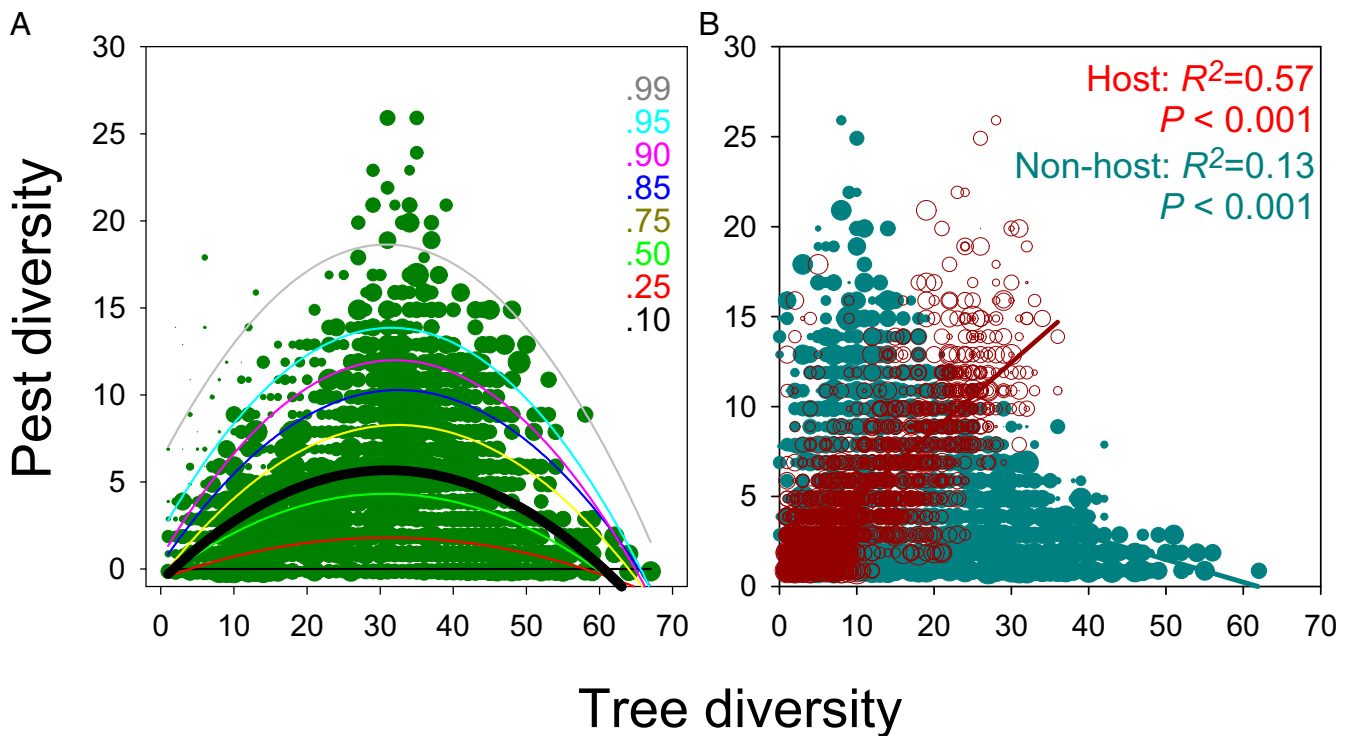 A
B
30
25
20
15
10
5
0
0 10 20 30 40 50 60 70
.99
.95
.90
.85
.75
.50
.25
.10
30
25
20
15
10
5
0
0 10 20 30 40 50 60 70
Host: R²=0.57
P < 0.001
Non-host: R²=0.13
P < 0.001
Pest diversity
Tree diversity